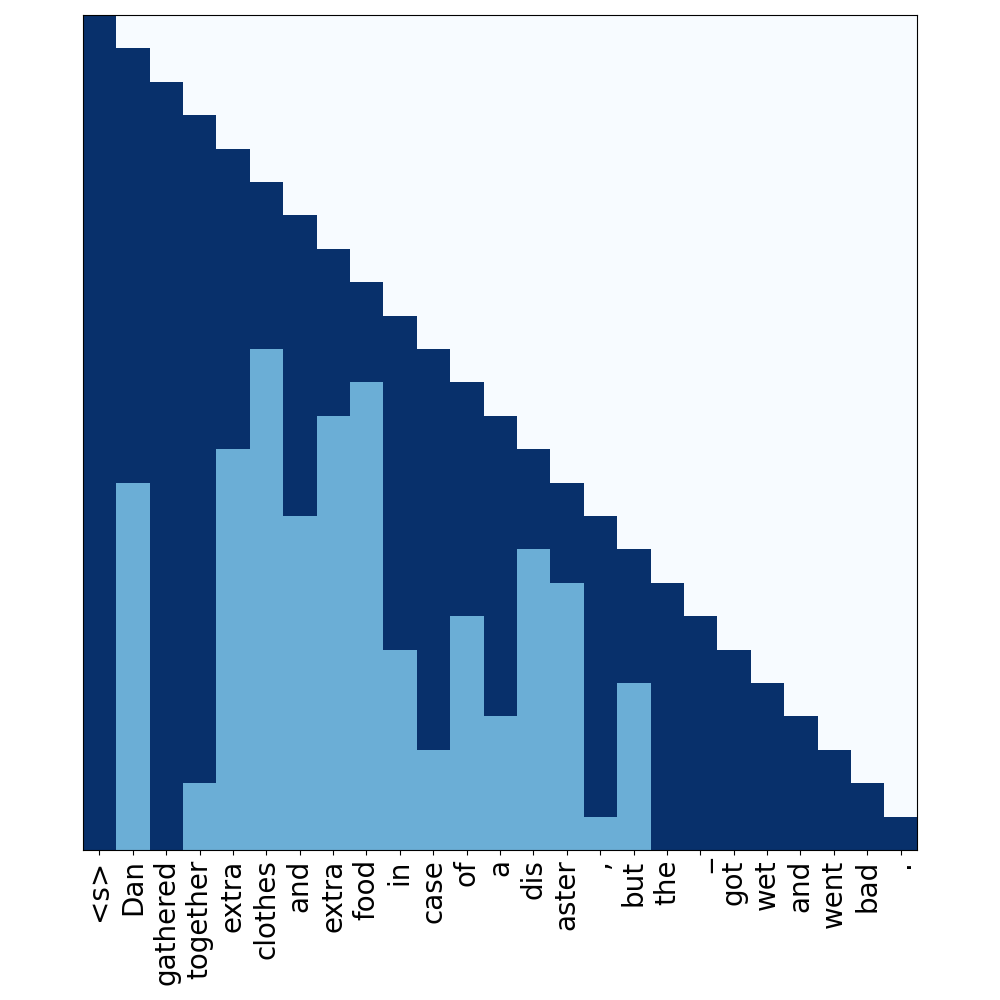 <s> Dan gathered together extra clothes and extra food in case of a dis aster , but the _ got wet and went bad .